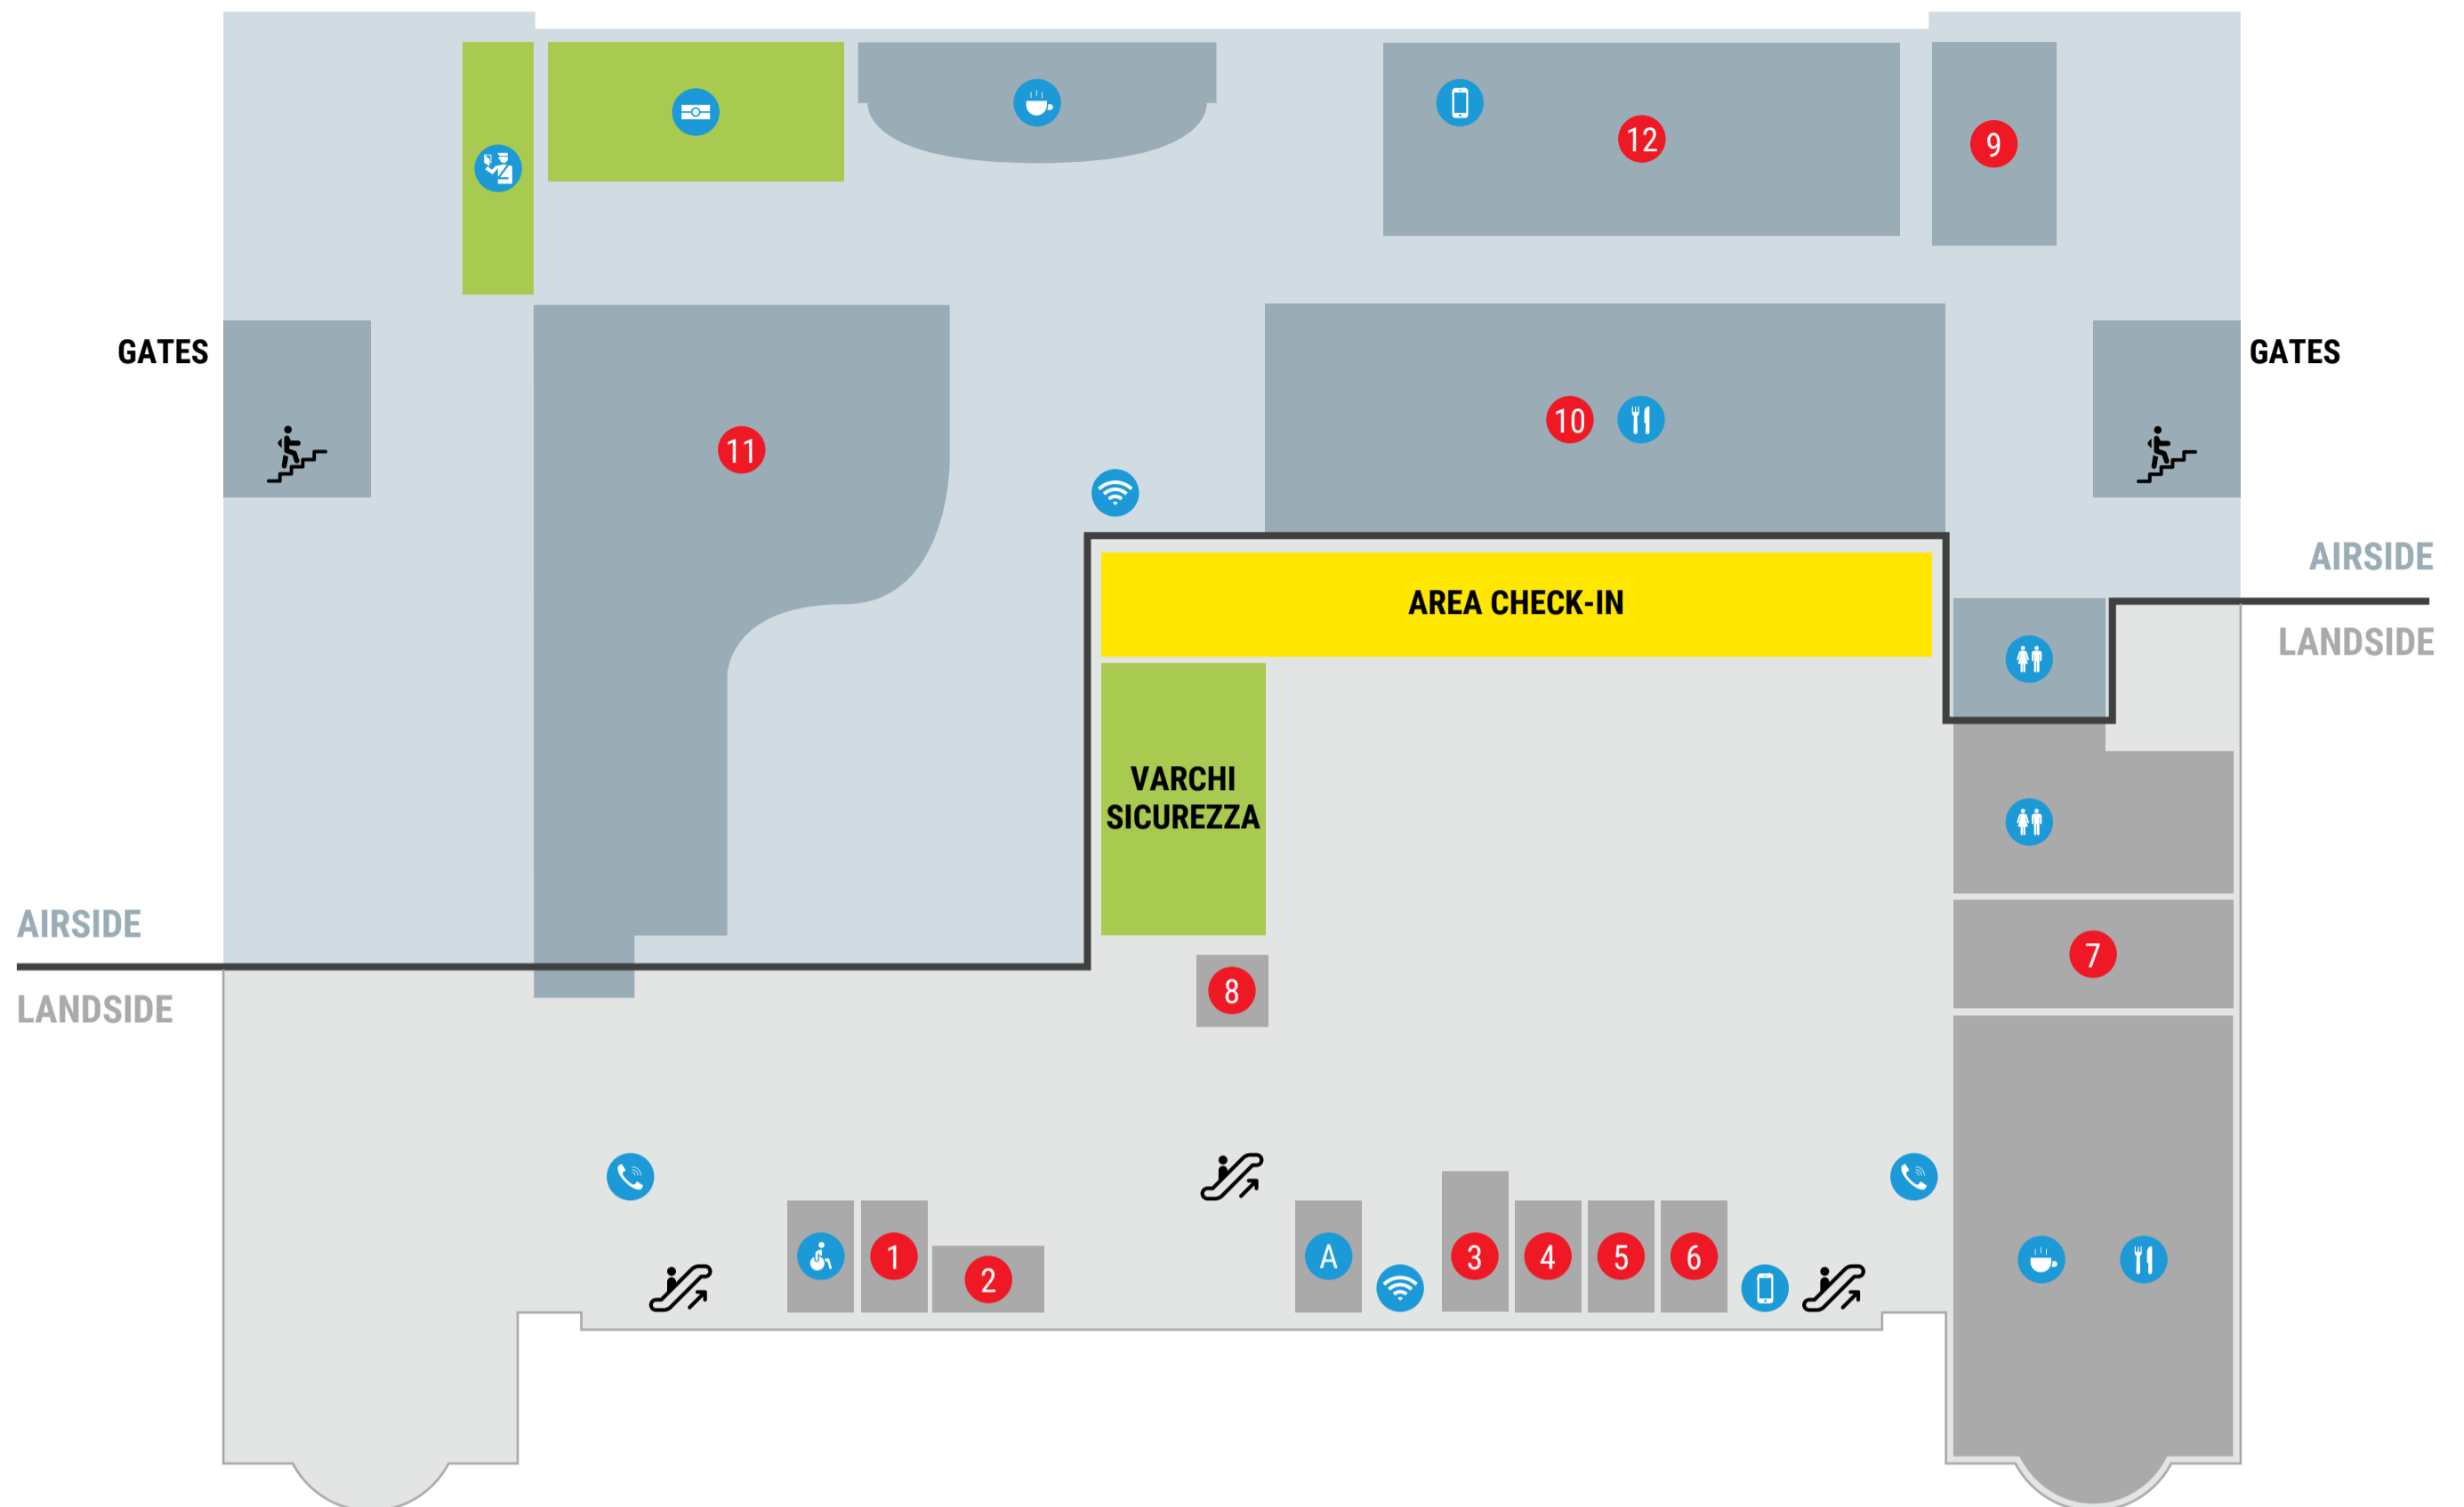 12
9
GATES
GATES
10
11
AIRSIDE
AREA CHECK-IN
LANDSIDE
VARCHI
SICUREZZA
AIRSIDE
7
8
LANDSIDE
1
A
3
4
5
6
2